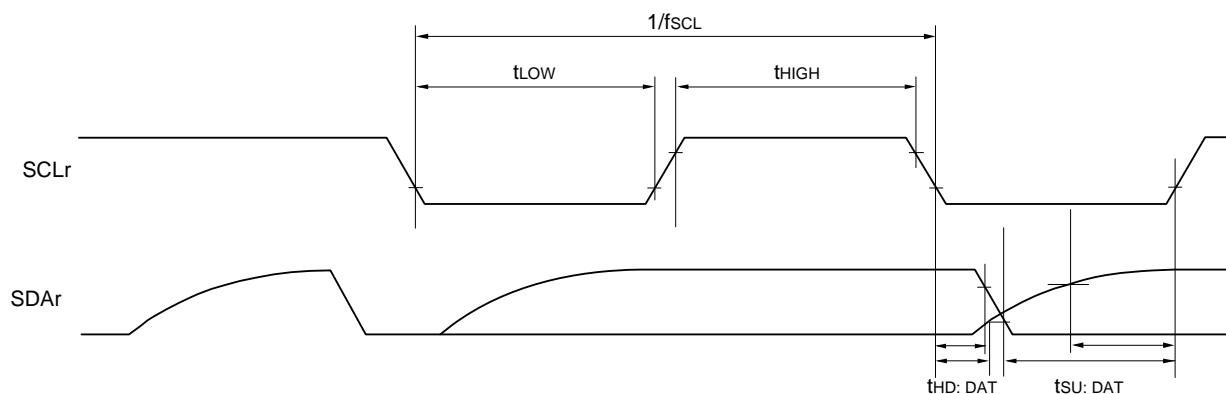 1/fSCL
tLOW
tHIGH
SCLr
SDAr
tHD: DAT
tSU: DAT